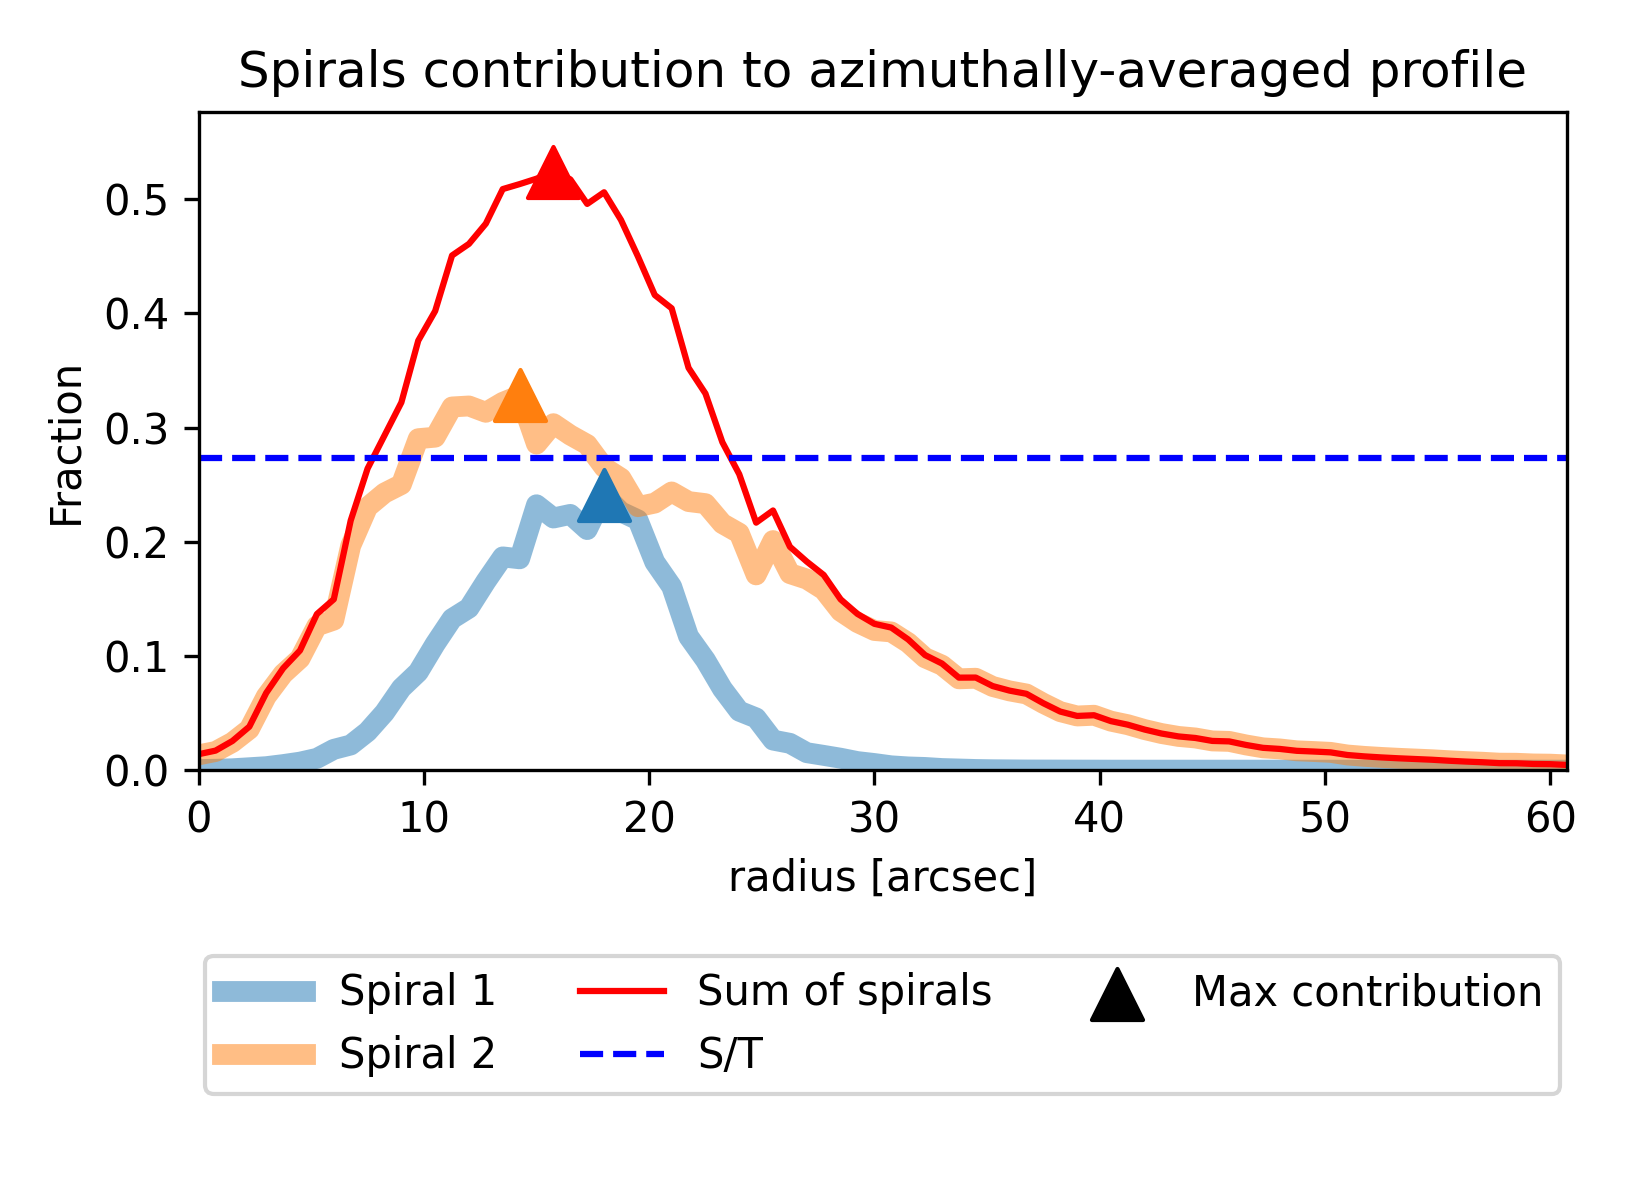 Spirals contribution to azimuthally-averaged profile
Fraction
0.5
0.4
0.3
0.2
0.1
0.0
0 10 20 30 40 50 60
radius [arcsec]
Spiral 1 Sum of spirals Max contribution
Spiral 2 S/T